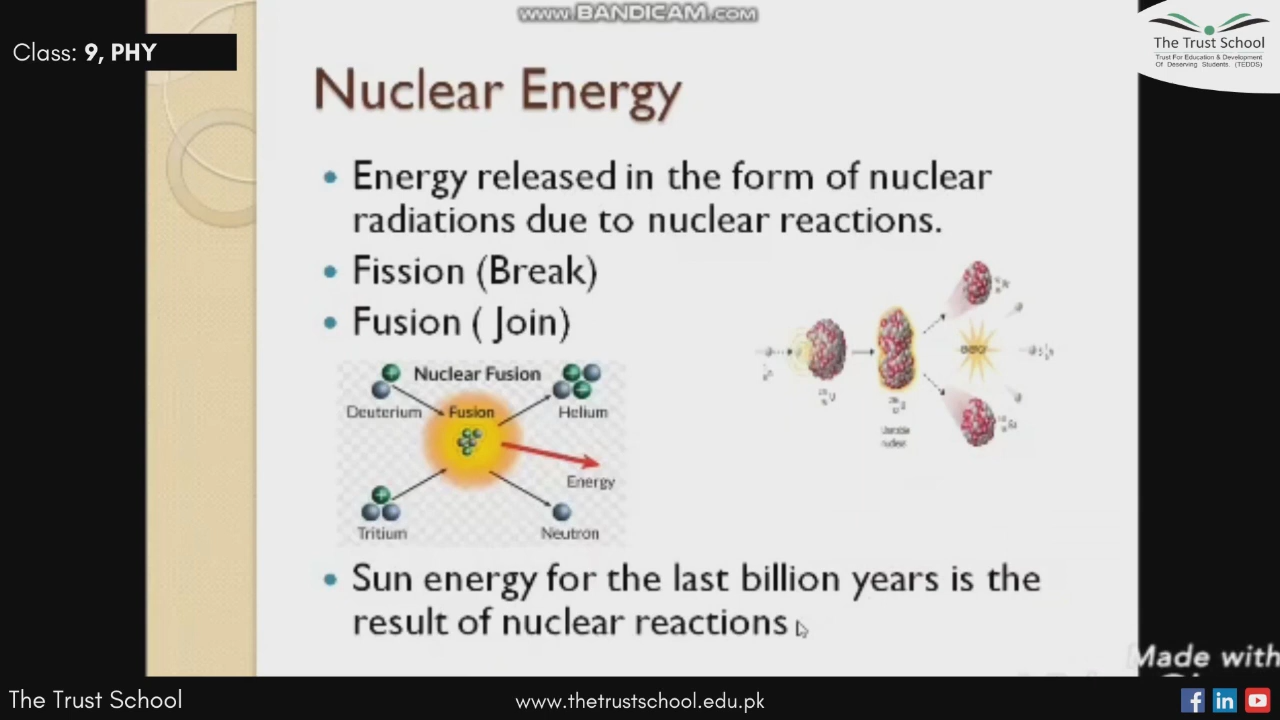 www.BANDICAM.com
Class: 9, PHY
The Trust School
Trust For Education & Development
Of Deserving Students. (TEDDS)
Nuclear Energy
• Energy released in the form of nuclear
radiations due to nuclear reactions.
• Fission (Break)
• Fusion ( Join)
Nuclear Fusion
Deuterium
Fusion
Helium
Energy
Tritium
Neutron
• Sun energy for the last billion years is the
result of nuclear reactions
Made with
The Trust School
www.thetrustschool.edu.pk